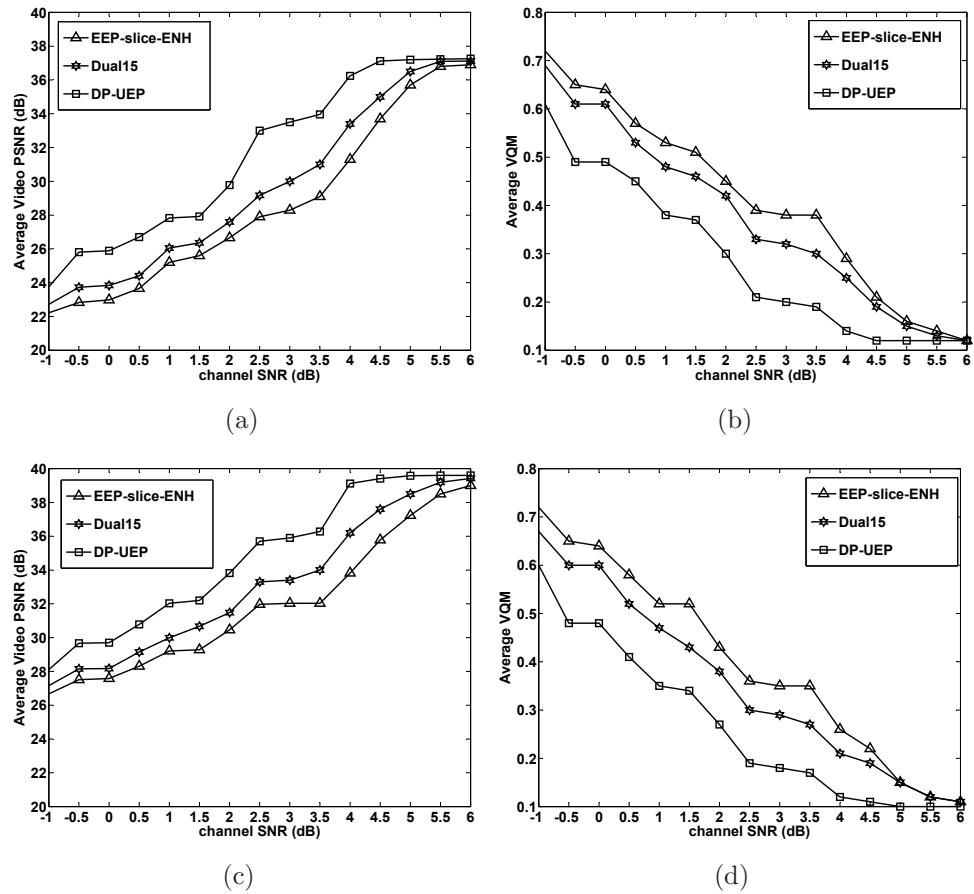 40
38
36
34
32
30
28
26
24
22
20
Average Video PSNR (dB)
EEP-slice-ENH
Dual15
DP-UEP
-1 -0.5 0 0.5 1 1.5 2 2.5 3 3.5 4 4.5 5 5.5 6
channel SNR (dB)
(a)
0.8
0.7
0.6
0.5
0.4
0.3
0.2
0.1
Average VQM
EEP-slice-ENH
Dual15
DP-UEP
-1 -0.5 0 0.5 1 1.5 2 2.5 3 3.5 4 4.5 5 5.5 6
channel SNR (dB)
(b)
40
38
36
34
32
30
28
26
24
22
20
Average Video PSNR (dB)
EEP-slice-ENH
Dual15
DP-UEP
-1 -0.5 0 0.5 1 1.5 2 2.5 3 3.5 4 4.5 5 5.5 6
channel SNR (dB)
(c)
0.8
0.7
0.6
0.5
0.4
0.3
0.2
0.1
Average VQM
EEP-slice-ENH
Dual15
DP-UEP
-1 -0.5 0 0.5 1 1.5 2 2.5 3 3.5 4 4.5 5 5.5 6
channel SNR (dB)
(d)